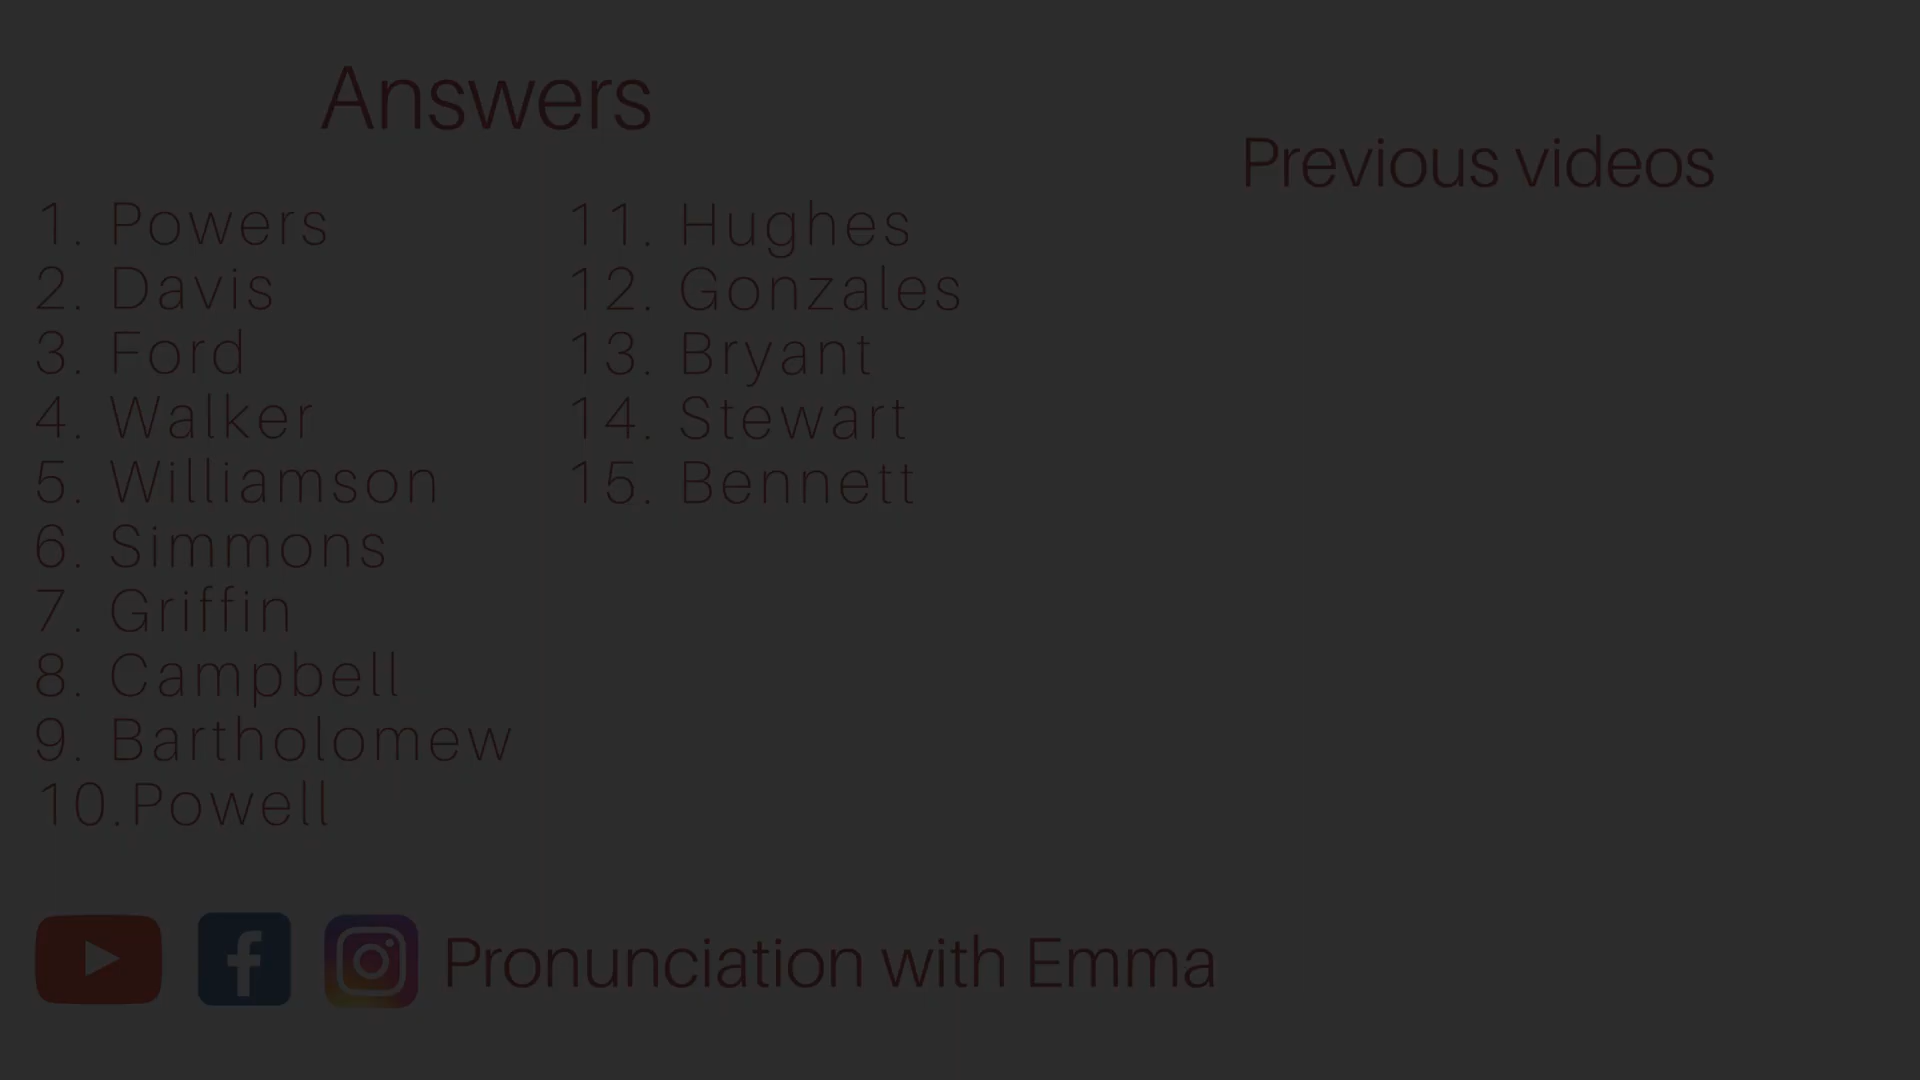 Answers
1. Powers
2. Davis
3. Ford
4. Walker
5. Williamson
6. Simmons
7. Griffin
8. Campbell
9. Bartholomew
10.Powell
11. Hughes
12. Gonzales
13. Bryant
14. Stewart
15. Bennett
Previous videos
Pronunciation with Emma